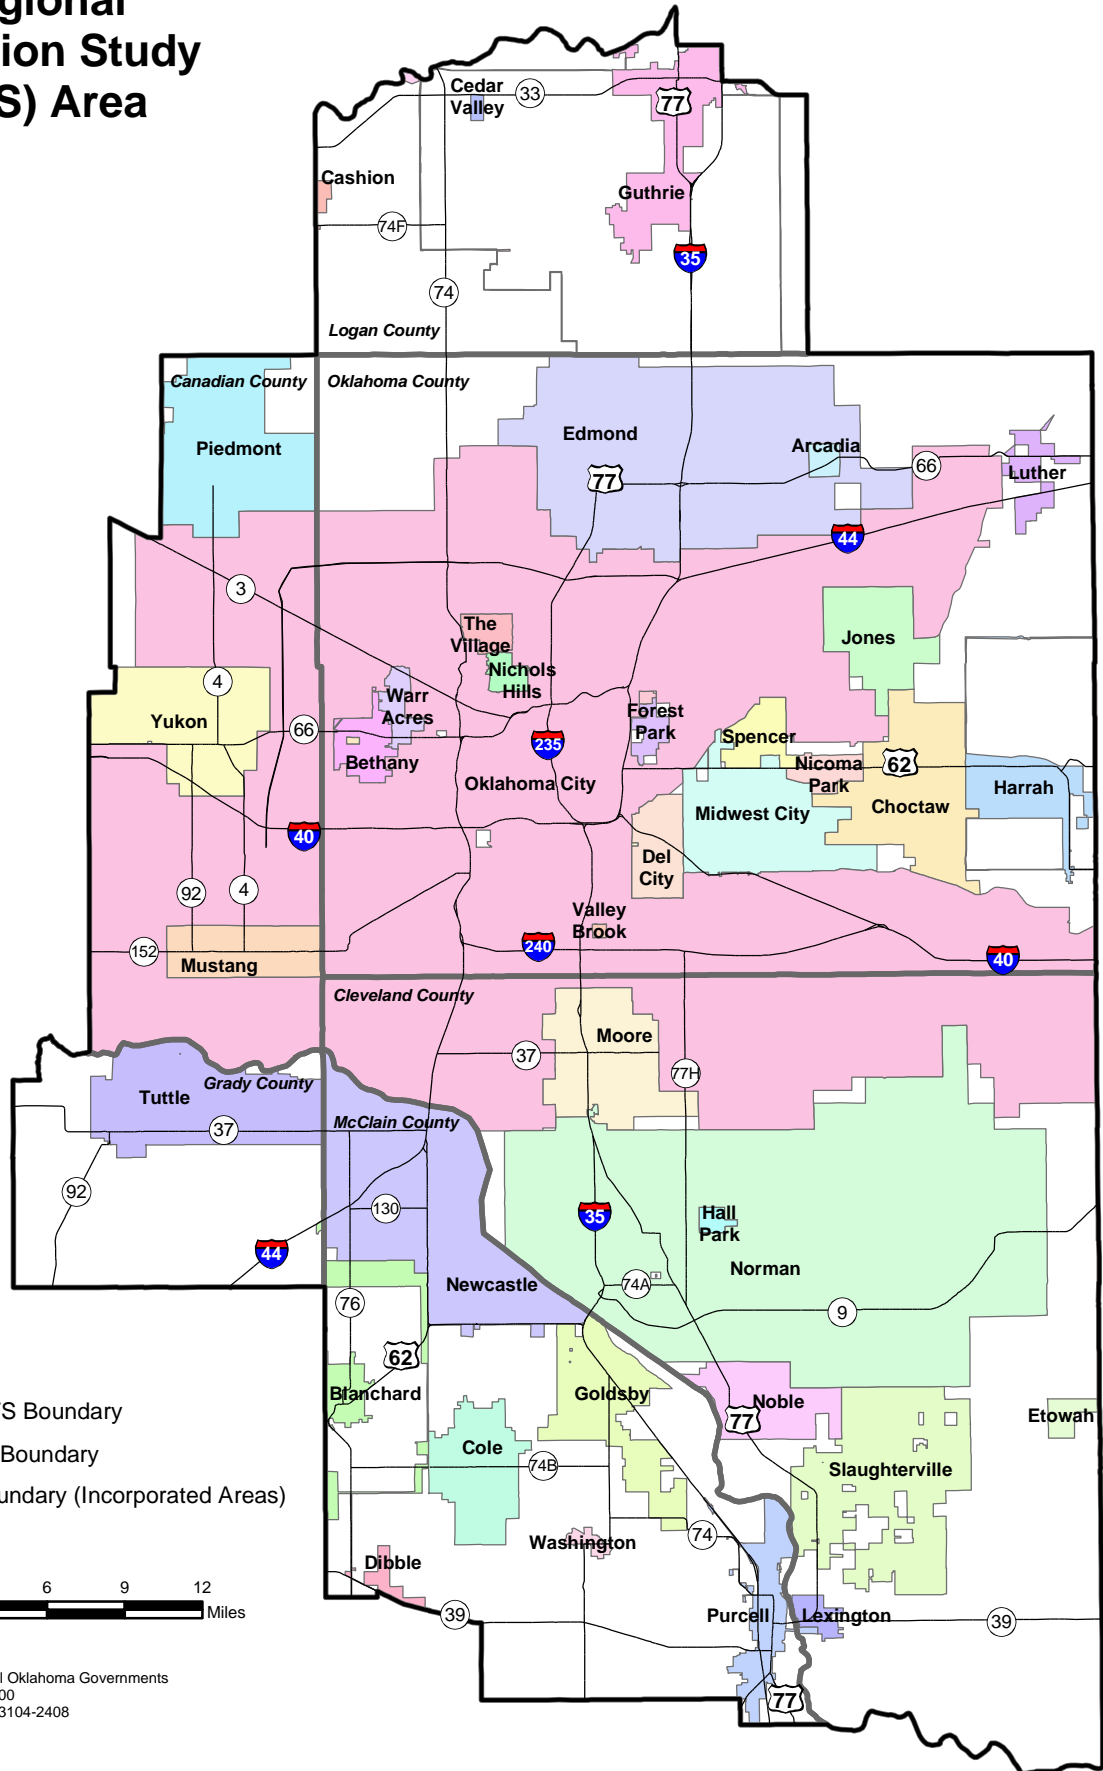 gional
ion Study
S) Area
Cedar
Valley
33
77
Cashion
Guthrie
74F
35
74
Logan County
Canadian County
Oklahoma County
Piedmont
Edmond
Arcadia
66
Luther
77
44
3
The
Village
Jones
Nichols
Hills
4
Warr
Acres
Yukon
66
Forest
Park
Spencer
235
Bethany
Nicoma
Park
62
Oklahoma City
Harrah
Midwest City
Choctaw
40
Del
City
92
4
Valley
Brook
152
240
40
Mustang
Cleveland County
Moore
37
77H
Grady County
Tuttle
37
McClain County
92
130
35
Hall
Park
44
Norman
Newcastle
74A
76
9
62
Blanchard
Goldsby
Noble
77
Etowah
S Boundary
Boundary
undary (Incorporated Areas)
Cole
74B
Slaughterville
Washington
74
Dibble
6 9 12
Miles
39
Purcell
Lexington
39
l Oklahoma Governments
00
3104-2408
77